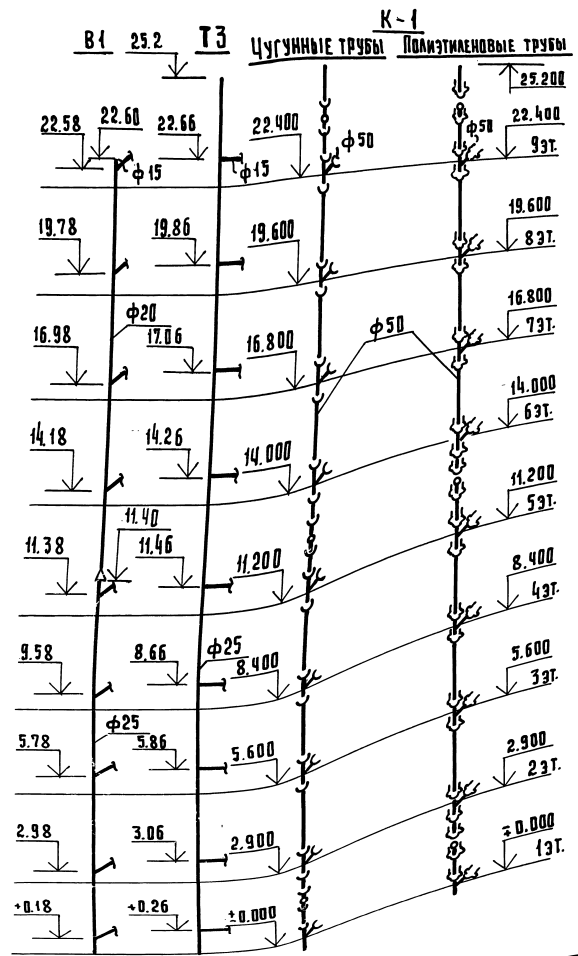 К-1
В1 25.2 Т3 ЧУГУННЫЕ ТРУБЫ ПОЛИЭТИЛЕНОВЫЕ ТРУБЫ
25.200
22.58 22.60 22.66 22.400 ф50 ф50 22.400
ф15 ф15 9эт.
19.78 19.86 19.600 19.600
8эт.
ф20
16.98 17.06 16.800 ф50 16.800
7эт.
14.18 14.26 14.000 14.000
6эт.
11.40
11.38 11.46 11.200 11.200
5эт.
9.58 8.66 ф25 8.400 8.400
4эт.
ф25
5.78 5.86 5.600 5.600
3эт.
2.98 3.06 2.900 2.900
2эт.
+0.18 +0.26 ±0.000 ±0.000
1эт.